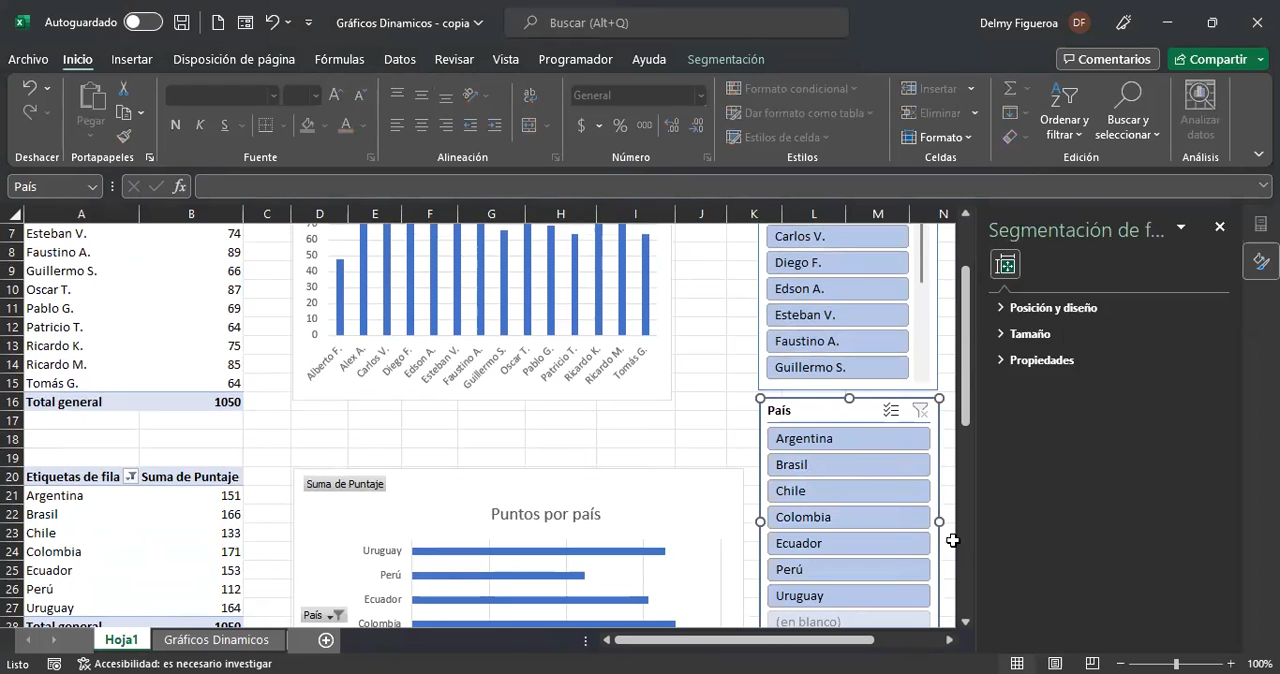 Autoguardado Gráficos Dinamicos - copia Buscar (Alt+Q) Delmy Figueroa DF
Archivo Inicio Insertar Disposición de página Fórmulas Datos Revisar Vista Programador Ayuda Segmentación Comentarios Compartir
Pegar
N K S
General
$ % 000
Formato condicional
Dar formato como tabla
Estilos de celda
Insertar
Eliminar
Formato
Ordenar y filtrar
Buscar y seleccionar
Analizar datos
Deshacer Portapapeles Fuente Alineación Número Estilos Celdas Edición Análisis
País fx
A B C D E F G H I J K L M N
7 Esteban V. 74
8 Faustino A. 89
9 Guillermo S. 66
10 Oscar T. 87
11 Pablo G. 69
12 Patricio T. 64
13 Ricardo K. 75
14 Ricardo M. 85
15 Tomás G. 64
16 Total general 1050
17
18
19
20 Etiquetas de fila Suma de Puntaje
21 Argentina 151
22 Brasil 166
23 Chile 133
24 Colombia 171
25 Ecuador 153
26 Perú 112
27 Uruguay 164
28 Total general 1050
70
60
50
40
30
20
10
0
Alberto F. Alex A. Carlos V. Diego F. Edson A. Esteban V. Faustino A. Guillermo S. Oscar T. Pablo G. Patricio T. Ricardo K. Ricardo M. Tomás G.
Suma de Puntaje
Puntos por país
Uruguay
Perú
Ecuador
País
Colombia
Carlos V.
Diego F.
Edson A.
Esteban V.
Faustino A.
Guillermo S.
País
Argentina
Brasil
Chile
Colombia
Ecuador
Perú
Uruguay
(en blanco)
Segmentación de f...
Posición y diseño
Tamaño
Propiedades
Hoja1 Gráficos Dinamicos
Listo Accesibilidad: es necesario investigar 100%